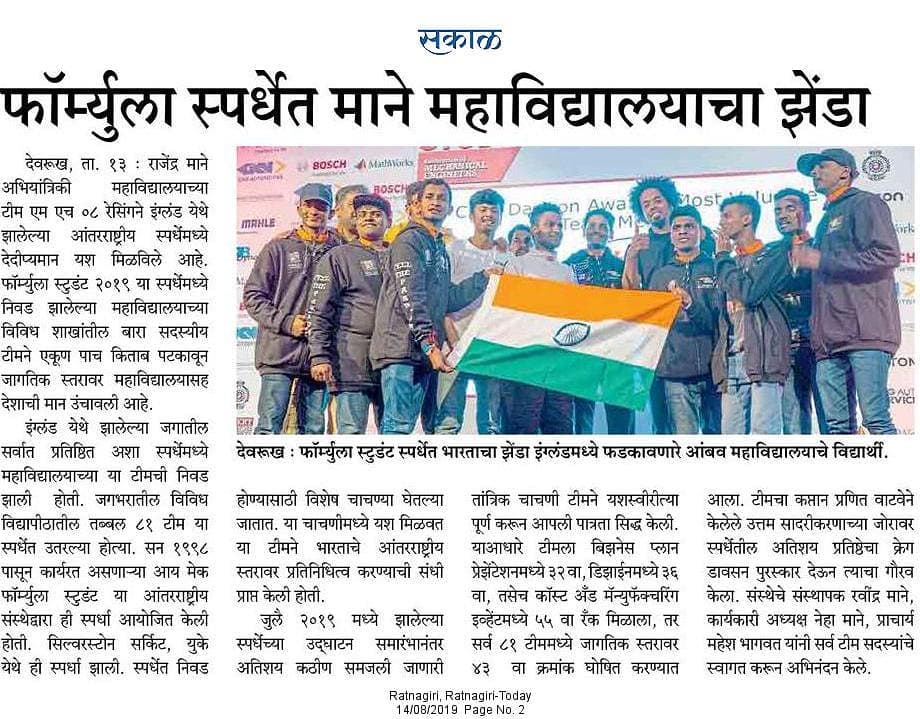 सकाळ
फॉर्म्युला स्पर्धेत माने महाविद्यालयाचा झेंडा
देवरूख, ता. १३ : राजेंद्र माने
अभियांत्रिकी महाविद्यालयाच्या
टीम एम एच ०८ रेसिंगने इंग्लंड येथे
झालेल्या आंतरराष्ट्रीय स्पर्धेमध्ये
देदीप्यमान यश मिळविले आहे.
फॉर्म्युला स्टुडंट २०१९ या स्पर्धेमध्ये
निवड झालेल्या महाविद्यालयाच्या
विविध शाखांतील बारा सदस्यीय
टीमने एकूण पाच किताब पटकावून
जागतिक स्तरावर महाविद्यालयासह
देशाची मान उंचावली आहे.
इंग्लंड येथे झालेल्या जगातील
सर्वात प्रतिष्ठित अशा स्पर्धेमध्ये
महाविद्यालयाच्या या टीमची निवड
झाली होती. जगभरातील विविध
विद्यापीठातील तब्बल ८१ टीम या
स्पर्धेत उतरल्या होत्या. सन १९९८
पासून कार्यरत असणाऱ्या आय मेक
फॉर्म्युला स्टुडंट या आंतरराष्ट्रीय
संस्थेद्वारा ही स्पर्धा आयोजित केली
होती. सिल्वरस्टोन सर्किट, युके
येथे ही स्पर्धा झाली. स्पर्धेत निवड
BOSCH
MathWorks
MECHANICAL
ENGINEERS
BOSCH
MAHLE
देवरूख : फॉर्म्युला स्टुडंट स्पर्धेत भारताचा झेंडा इंग्लंडमध्ये फडकावणारे आंबव महाविद्यालयाचे विद्यार्थी.
होण्यासाठी विशेष चाचण्या घेतल्या
जातात. या चाचणीमध्ये यश मिळवत
या टीमने भारताचे आंतरराष्ट्रीय
स्तरावर प्रतिनिधित्व करण्याची संधी
प्राप्त केली होती.
जुलै २०१९ मध्ये झालेल्या
स्पर्धेच्या उद्घाटन समारंभानंतर
अतिशय कठीण समजली जाणारी
तांत्रिक चाचणी टीमने यशस्वीरीत्या
पूर्ण करून आपली पात्रता सिद्ध केली.
याआधारे टीमला बिझनेस प्लान
प्रेझेंटेशनमध्ये ३२ वा, डिझाईनमध्ये ३६
वा, तसेच कॉस्ट अँड मॅन्युफॅक्चरिंग
इव्हेंटमध्ये ५५ वा रँक मिळाला, तर
सर्व ८१ टीममध्ये जागतिक स्तरावर
४३ वा क्रमांक घोषित करण्यात
आला. टीमचा कप्तान प्रणित वाटवेने
केलेले उत्तम सादरीकरणाच्या जोरावर
स्पर्धेतील अतिशय प्रतिष्ठेचा क्रेग
डावसन पुरस्कार देऊन त्याचा गौरव
केला. संस्थेचे संस्थापक रवींद्र माने,
कार्यकारी अध्यक्ष नेहा माने, प्राचार्य
महेश भागवत यांनी सर्व टीम सदस्यांचे
स्वागत करून अभिनंदन केले.
Ratnagiri, Ratnagiri-Today
14/08/2019 Page No. 2